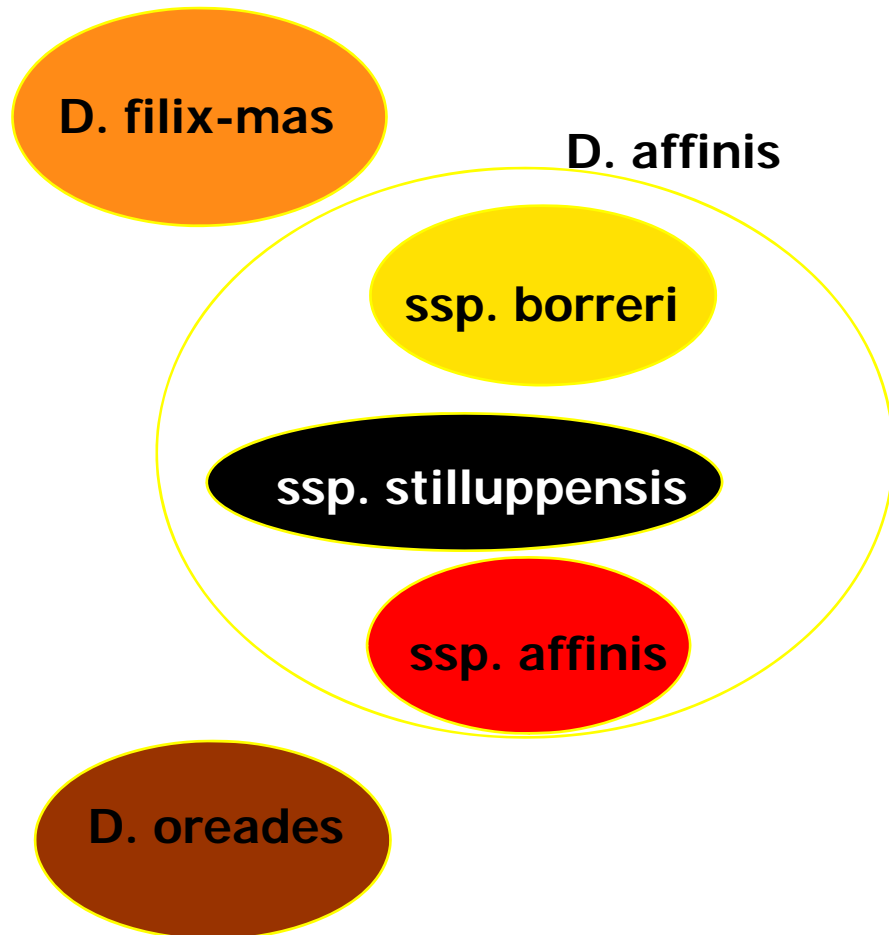 D. filix-mas
D. affinis
ssp. borreri
ssp. stilluppensis
ssp. affinis
D. oreades